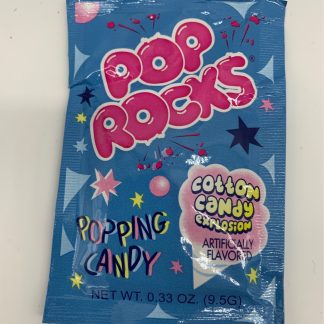 POP
ROCKS®
cotton
candy
EXPLOSION
ARTIFICIALLY
FLAVORED
POPPING
CANDY
NET WT. 0.33 OZ. (9.5G)